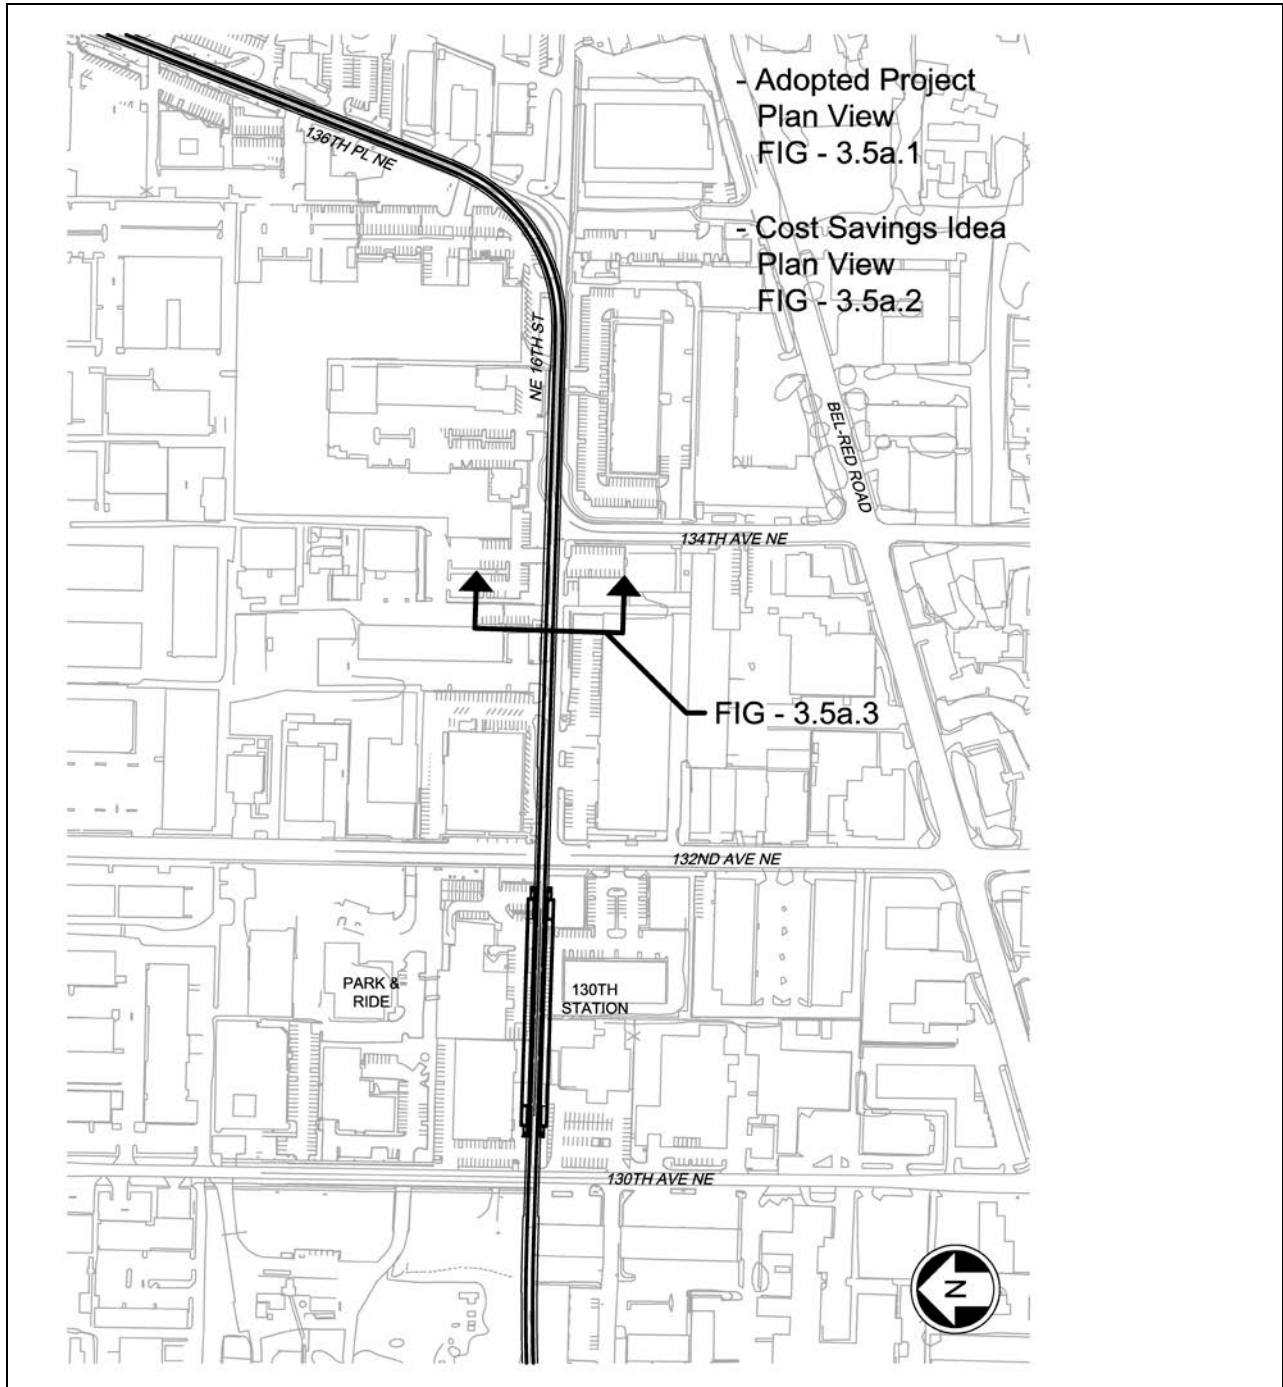 - Adopted Project
Plan View
FIG - 3.5a.1
- Cost Savings Idea
Plan View
FIG - 3.5a.2
136TH PL NE
NE 16TH ST
BEL-RED ROAD
134TH AVE NE
FIG - 3.5a.3
132ND AVE NE
PARK &
RIDE
130TH
STATION
130TH AVE NE
N